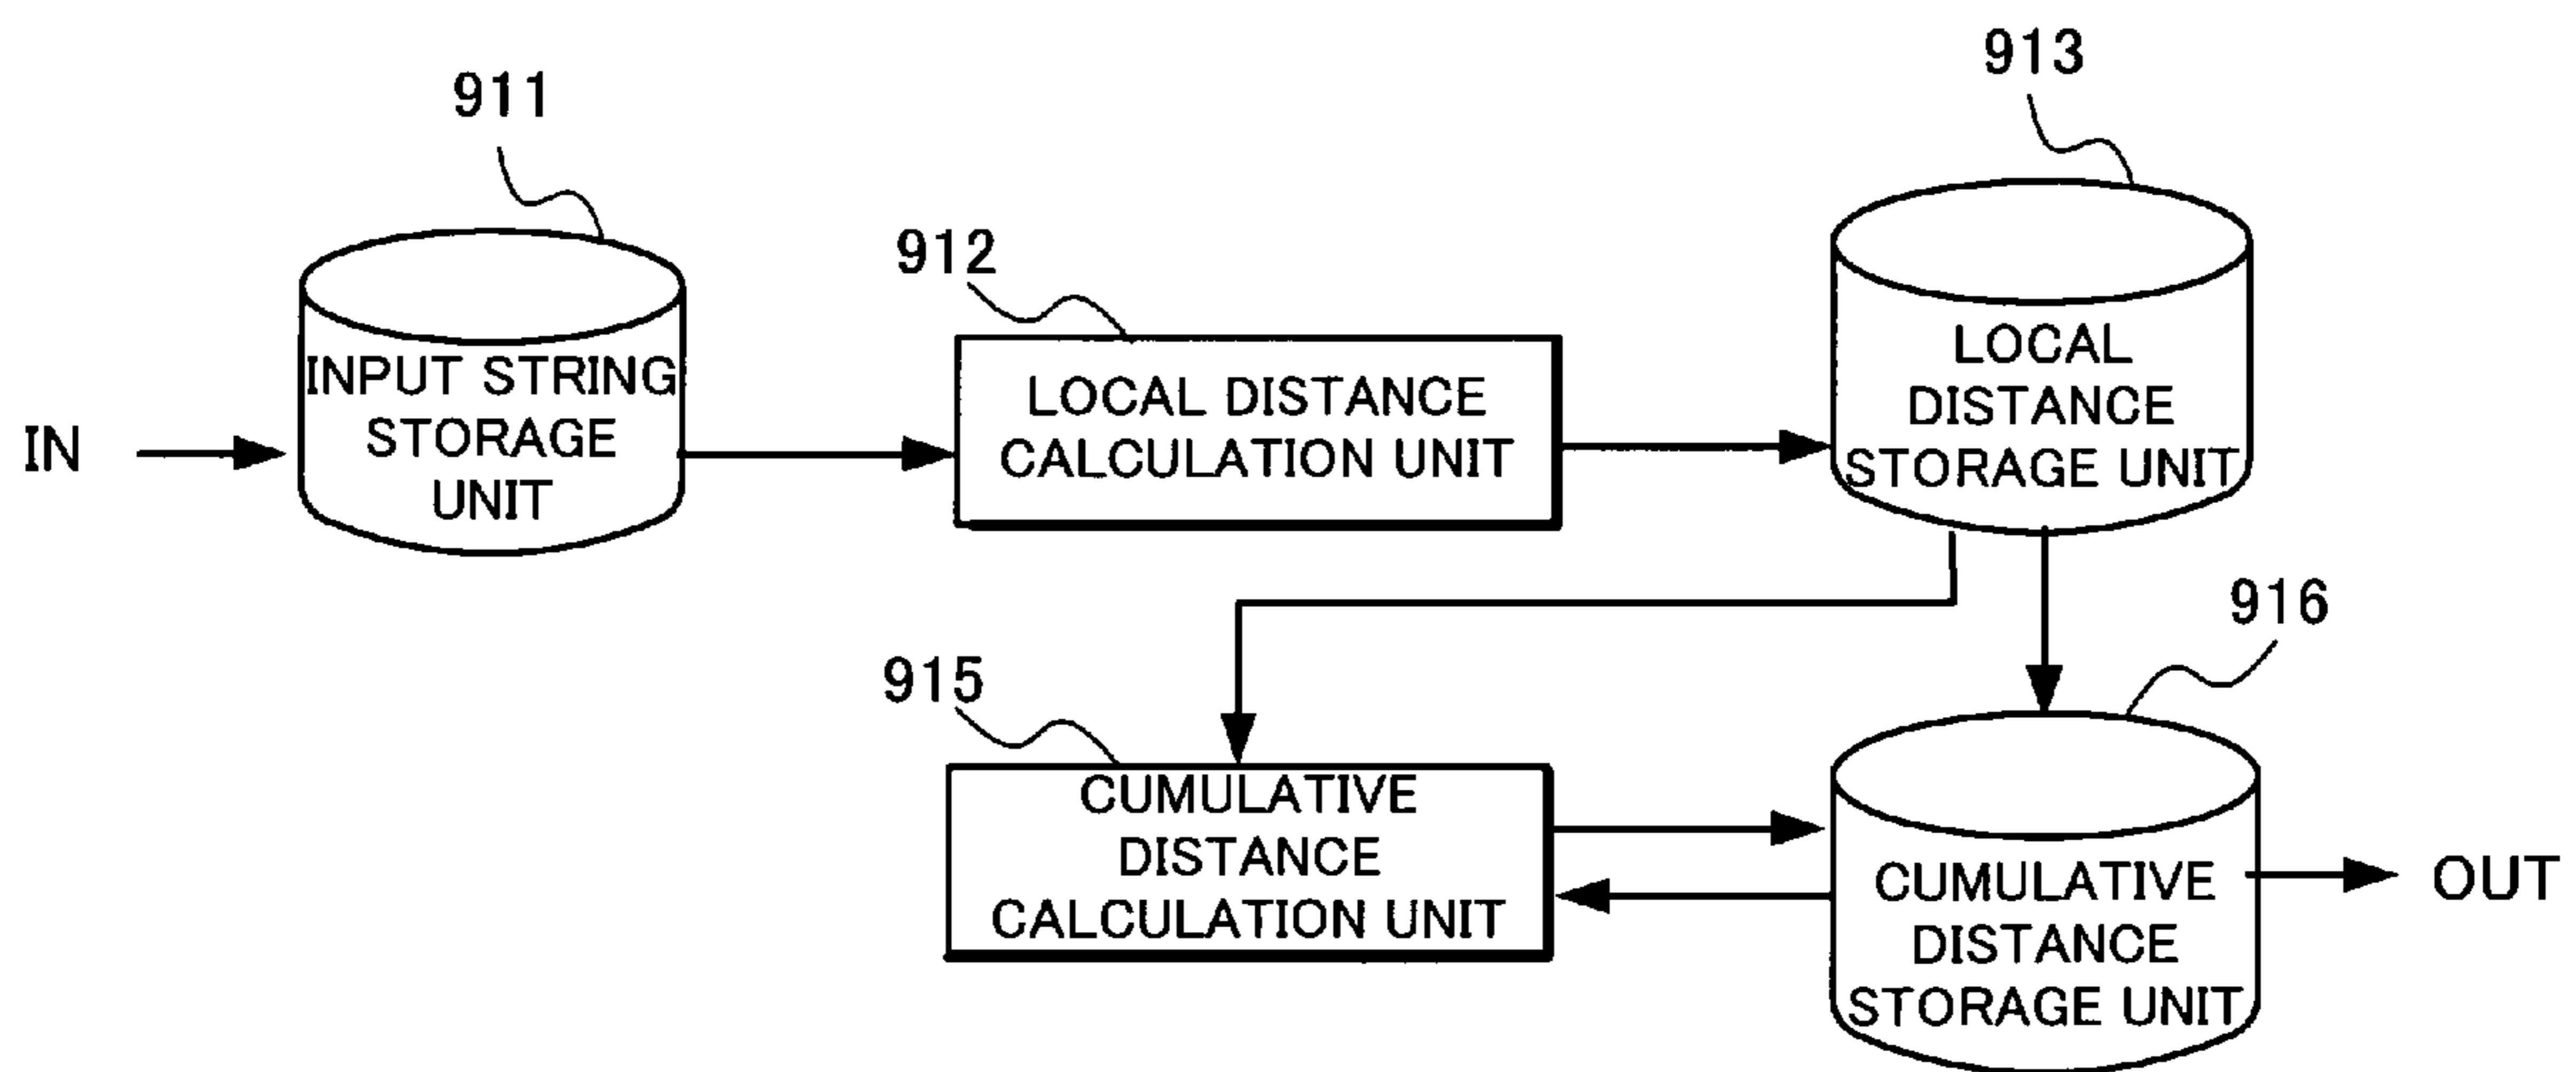 913
911
912
INPUT STRING
STORAGE
UNIT
IN
LOCAL DISTANCE
CALCULATION UNIT
LOCAL
DISTANCE
STORAGE UNIT
916
915
CUMULATIVE
DISTANCE
CALCULATION UNIT
CUMULATIVE
DISTANCE
STORAGE UNIT
OUT